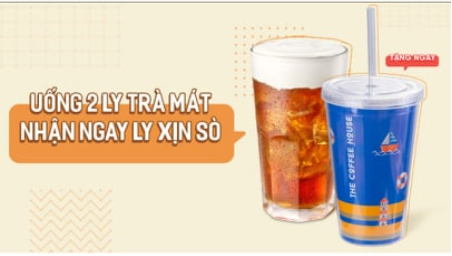 UỐNG 2 LY TRÀ MÁT
NHẬN NGAY LY XỊN SÒ
TẶNG NGAY
THE COFFEE HOUSE